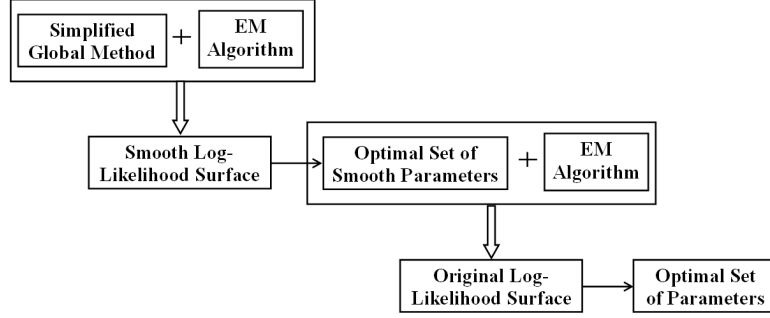 Simplified
Global Method
+
EM
Algorithm
Smooth Log-
Likelihood Surface
Optimal Set of
Smooth Parameters
+
EM
Algorithm
Original Log-
Likelihood Surface
Optimal Set
of Parameters